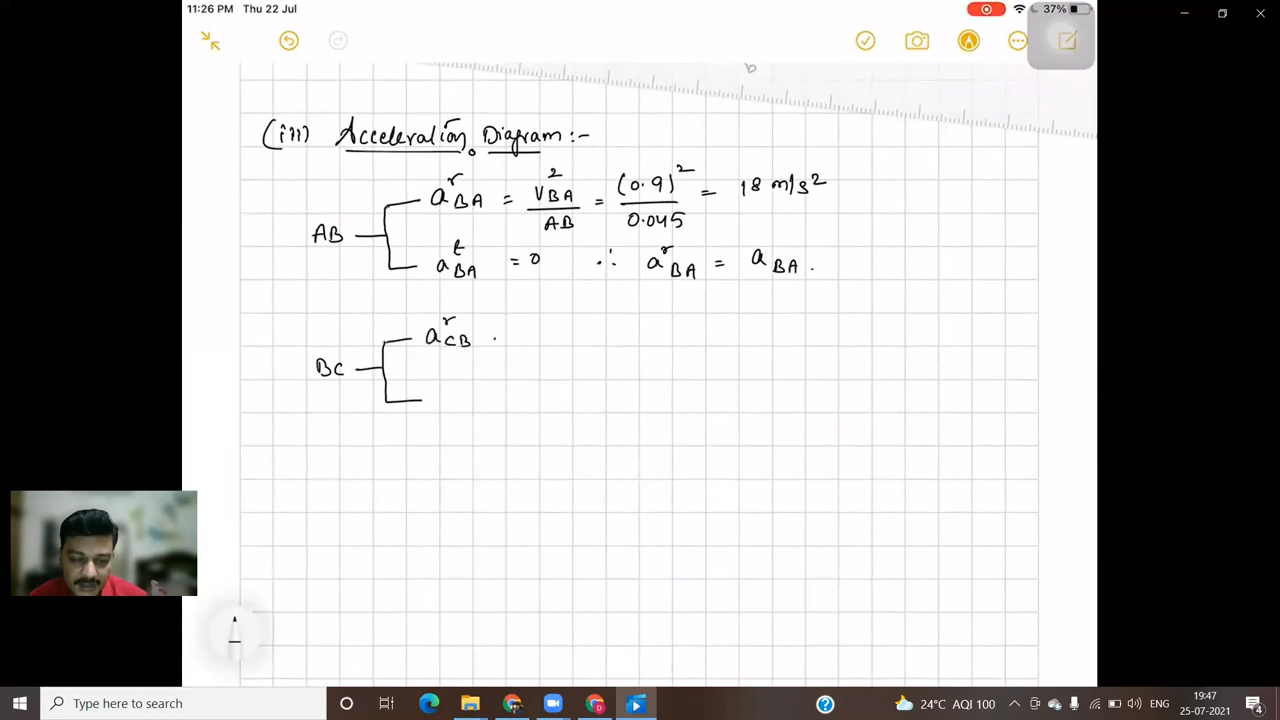 11:26 PM Thu 22 Jul
37%
b
(iii) Acceleration Diagram:-
AB a^r_BA = V²_BA / AB = (0.9)² / 0.045 = 18 m/s²
a^t_BA = 0 ∴ a^r_BA = a_BA.
BC a^r_CB
Type here to search
24°C AQI 100
ENG
19:47
25-07-2021
4